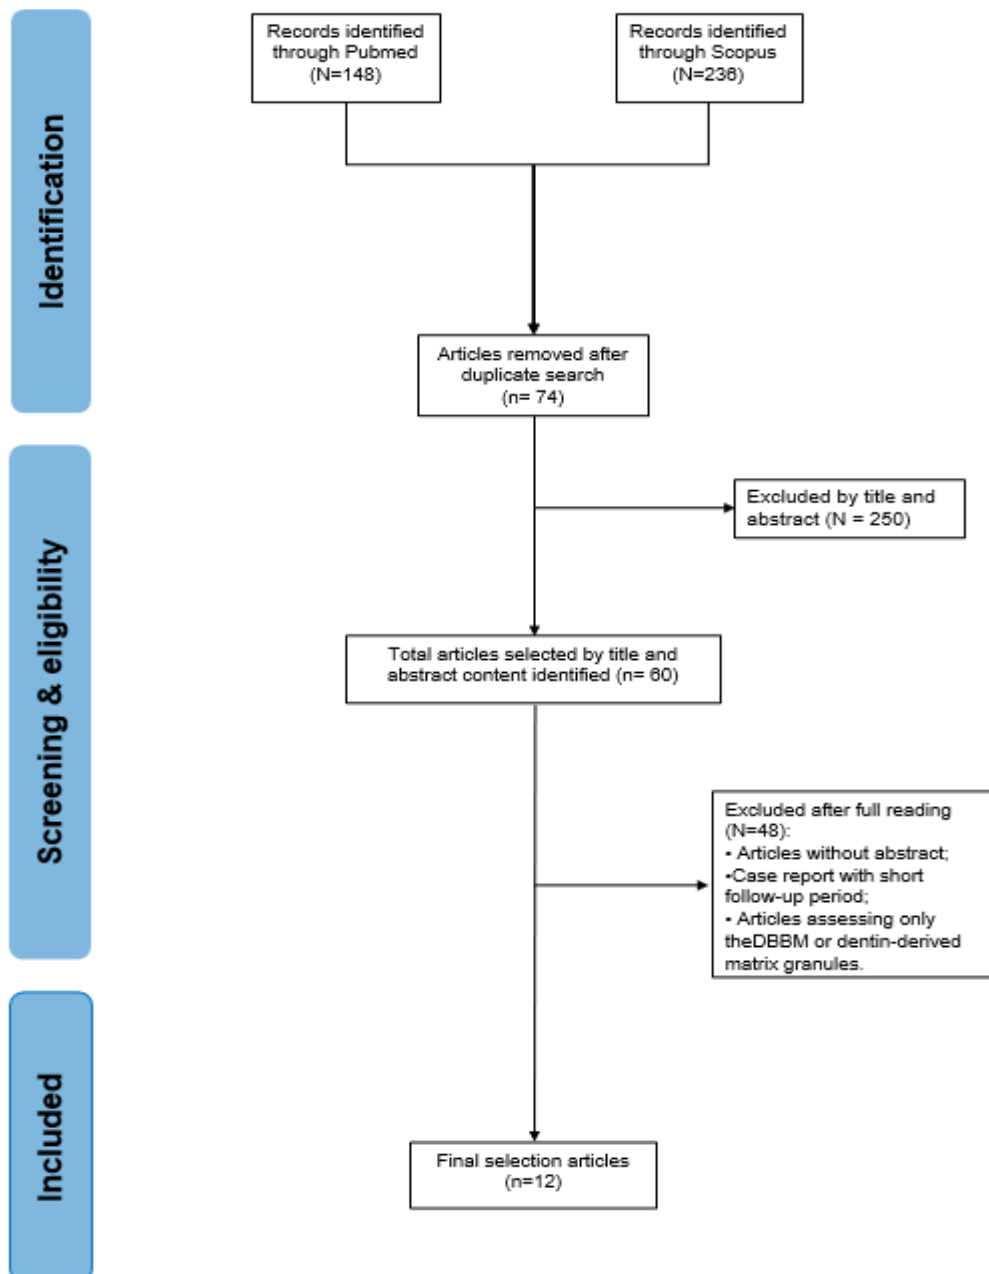 Identification
Records identified
through Pubmed
(N=148)
Records identified
through Scopus
(N=236)
Articles removed after
duplicate search
(n= 74)
Screening & eligibility
Excluded by title and
abstract (N = 250)
Total articles selected by title and
abstract content identified (n= 60)
Excluded after full reading
(N=48):
- Articles without abstract;
-Case report with short
follow-up period;
- Articles assessing only
theDBBM or dentin-derived
matrix granules.
Included
Final selection articles
(n=12)